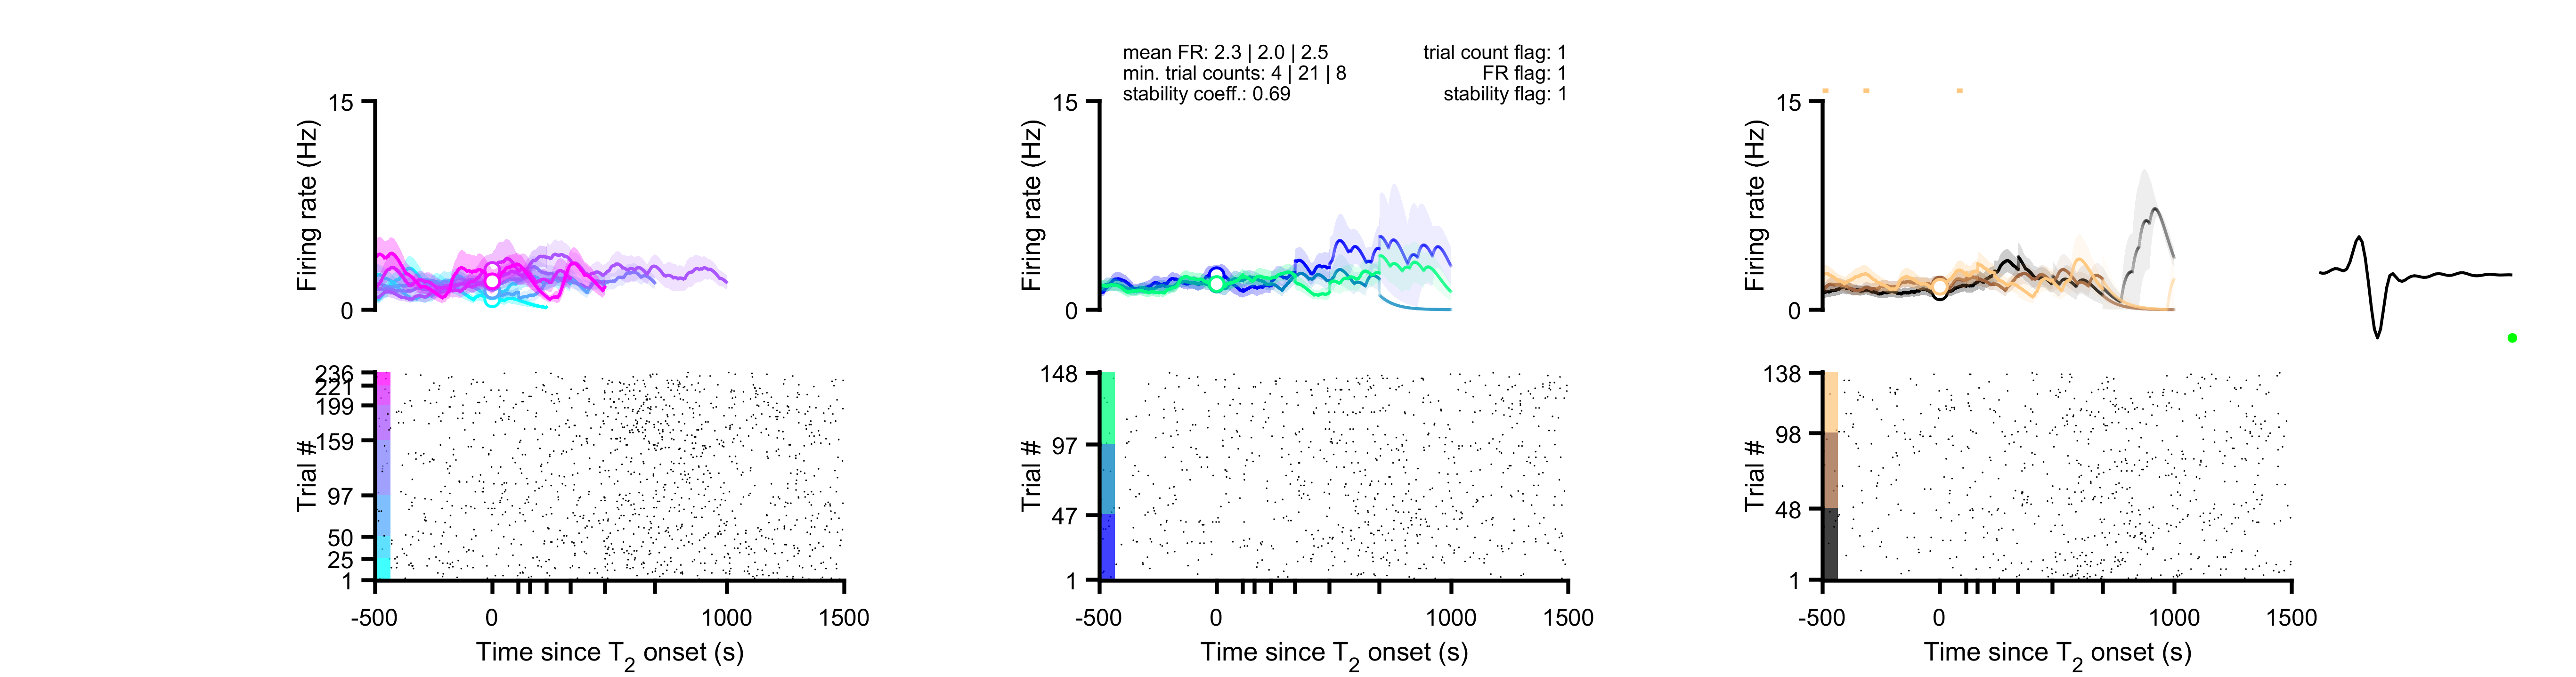 mean FR: 2.3 | 2.0 | 2.5
min. trial counts: 4 | 21 | 8
stability coeff.: 0.69
trial count flag: 1
FR flag: 1
stability flag: 1
15
Firing rate (Hz)
0
236
221
199
159
97
50
25
1
Trial #
-500
0
1000
1500
Time since T2 onset (s)
15
Firing rate (Hz)
0
148
97
47
1
Trial #
-500
0
1000
1500
Time since T2 onset (s)
15
Firing rate (Hz)
0
138
98
48
1
Trial #
-500
0
1000
1500
Time since T2 onset (s)